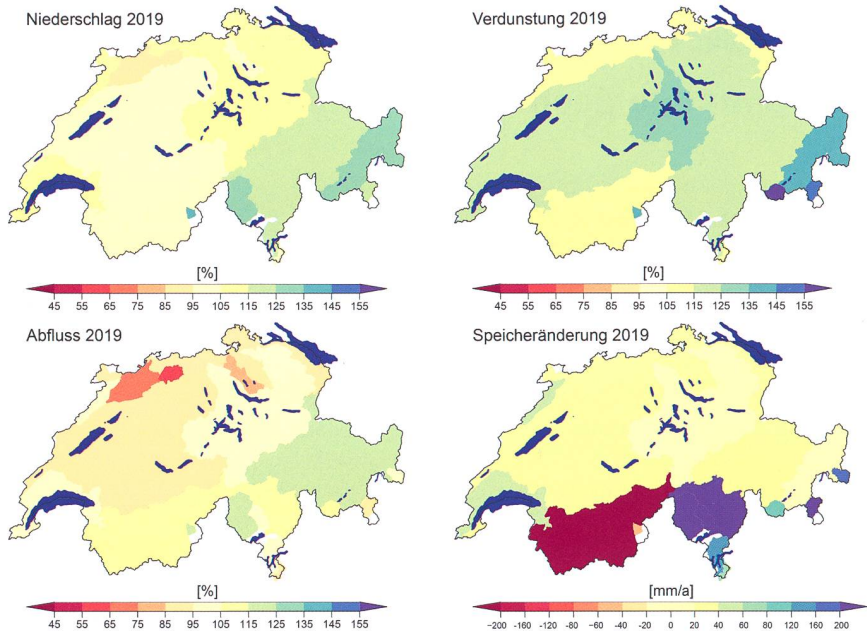 Niederschlag 2019
[%]
45 55 65 75 85 95 105 115 125 135 145 155
Verdunstung 2019
[%]
45 55 65 75 85 95 105 115 125 135 145 155
Abfluss 2019
[%]
45 55 65 75 85 95 105 115 125 135 145 155
Speicheränderung 2019
[mm/a]
−200 −160 −80 −60 −40 −20 0 20 40 60 80 120 160 200